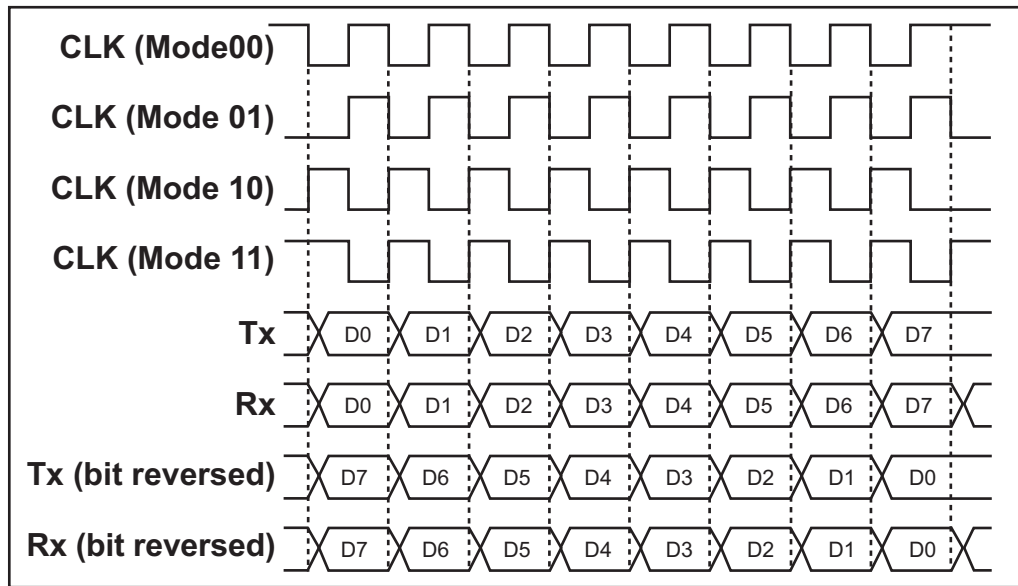 CLK (Mode00)
CLK (Mode 01)
CLK (Mode 10)
CLK (Mode 11)
Tx D0 D1 D2 D3 D4 D5 D6 D7
Rx D0 D1 D2 D3 D4 D5 D6 D7
Tx (bit reversed) D7 D6 D5 D4 D3 D2 D1 D0
Rx (bit reversed) D7 D6 D5 D4 D3 D2 D1 D0